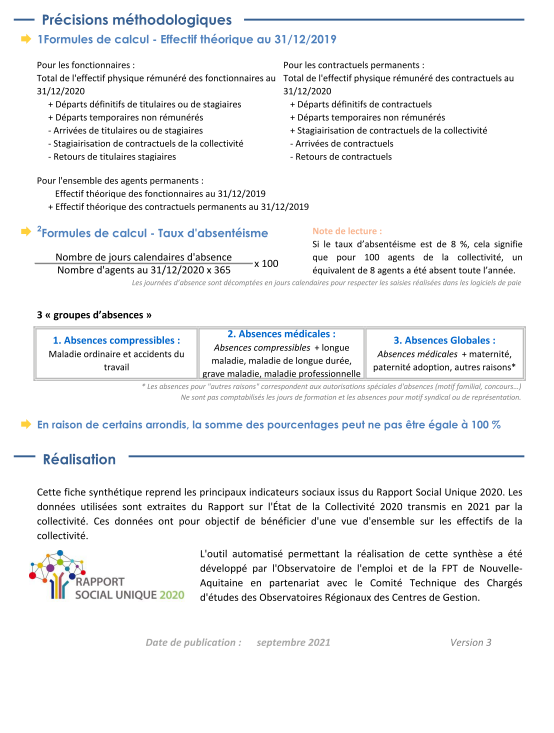 Précisions méthodologiques
1Formules de calcul - Effectif théorique au 31/12/2019
Pour les fonctionnaires :
Total de l'effectif physique rémunéré des fonctionnaires au
31/12/2020
+ Départs définitifs de titulaires ou de stagiaires
+ Départs temporaires non rémunérés
- Arrivées de titulaires ou de stagiaires
- Stagiairisation de contractuels de la collectivité
- Retours de titulaires stagiaires
Pour les contractuels permanents :
Total de l'effectif physique rémunéré des contractuels au
31/12/2020
+ Départs définitifs de contractuels
+ Départs temporaires non rémunérés
+ Stagiairisation de contractuels de la collectivité
- Arrivées de contractuels
- Retours de contractuels
Pour l'ensemble des agents permanents :
Effectif théorique des fonctionnaires au 31/12/2019
+ Effectif théorique des contractuels permanents au 31/12/2019
2Formules de calcul - Taux d'absentéisme
Nombre de jours calendaires d'absence
Nombre d'agents au 31/12/2020 x 365
x 100
Note de lecture :
Si le taux d'absentéisme est de 8 %, cela signifie
que pour 100 agents de la collectivité, un
équivalent de 8 agents a été absent toute l'année.
Les journées d'absence sont décomptées en jours calendaires pour respecter les saisies réalisées dans les logiciels de paie
3 « groupes d'absences »
1. Absences compressibles :
Maladie ordinaire et accidents du
travail
2. Absences médicales :
Absences compressibles + longue
maladie, maladie de longue durée,
grave maladie, maladie professionnelle
3. Absences Globales :
Absences médicales + maternité,
paternité adoption, autres raisons*
* Les absences pour "autres raisons" correspondent aux autorisations spéciales d'absences (motif familial, concours...)
Ne sont pas comptabilisés les jours de formation et les absences pour motif syndical ou de représentation.
En raison de certains arrondis, la somme des pourcentages peut ne pas être égale à 100 %
Réalisation
Cette fiche synthétique reprend les principaux indicateurs sociaux issus du Rapport Social Unique 2020. Les
données utilisées sont extraites du Rapport sur l'État de la Collectivité 2020 transmis en 2021 par la
collectivité. Ces données ont pour objectif de bénéficier d'une vue d'ensemble sur les effectifs de la
collectivité.
RAPPORT
SOCIAL UNIQUE 2020
L'outil automatisé permettant la réalisation de cette synthèse a été
développé par l'Observatoire de l'emploi et de la FPT de Nouvelle-
Aquitaine en partenariat avec le Comité Technique des Chargés
d'études des Observatoires Régionaux des Centres de Gestion.
Date de publication : septembre 2021 Version 3